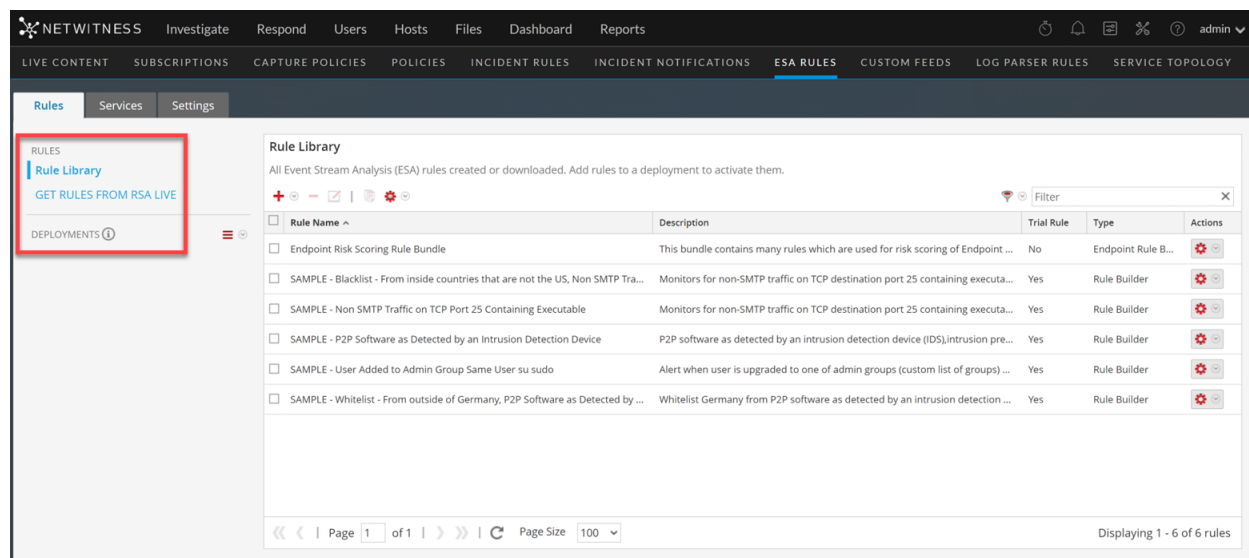 NETWITNESS Investigate Respond Users Hosts Files Dashboard Reports admin
LIVE CONTENT SUBSCRIPTIONS CAPTURE POLICIES POLICIES INCIDENT RULES INCIDENT NOTIFICATIONS ESA RULES CUSTOM FEEDS LOG PARSER RULES SERVICE TOPOLOGY
Rules Services Settings
RULES
Rule Library
GET RULES FROM RSA LIVE
DEPLOYMENTS
Rule Library
All Event Stream Analysis (ESA) rules created or downloaded. Add rules to a deployment to activate them.
Filter
Rule Name Description Trial Rule Type Actions
Endpoint Risk Scoring Rule Bundle This bundle contains many rules which are used for risk scoring of Endpoint ... No Endpoint Rule B...
SAMPLE - Blacklist - From inside countries that are not the US, Non SMTP Tra... Monitors for non-SMTP traffic on TCP destination port 25 containing executa... Yes Rule Builder
SAMPLE - Non SMTP Traffic on TCP Port 25 Containing Executable Monitors for non-SMTP traffic on TCP destination port 25 containing executa... Yes Rule Builder
SAMPLE - P2P Software as Detected by an Intrusion Detection Device P2P software as detected by an intrusion detection device (IDS),intrusion pre... Yes Rule Builder
SAMPLE - User Added to Admin Group Same User su sudo Alert when user is upgraded to one of admin groups (custom list of groups) ... Yes Rule Builder
SAMPLE - Whitelist - From outside of Germany, P2P Software as Detected by ... Whitelist Germany from P2P software as detected by an intrusion detection ... Yes Rule Builder
Page 1 of 1 Page Size 100 Displaying 1 - 6 of 6 rules